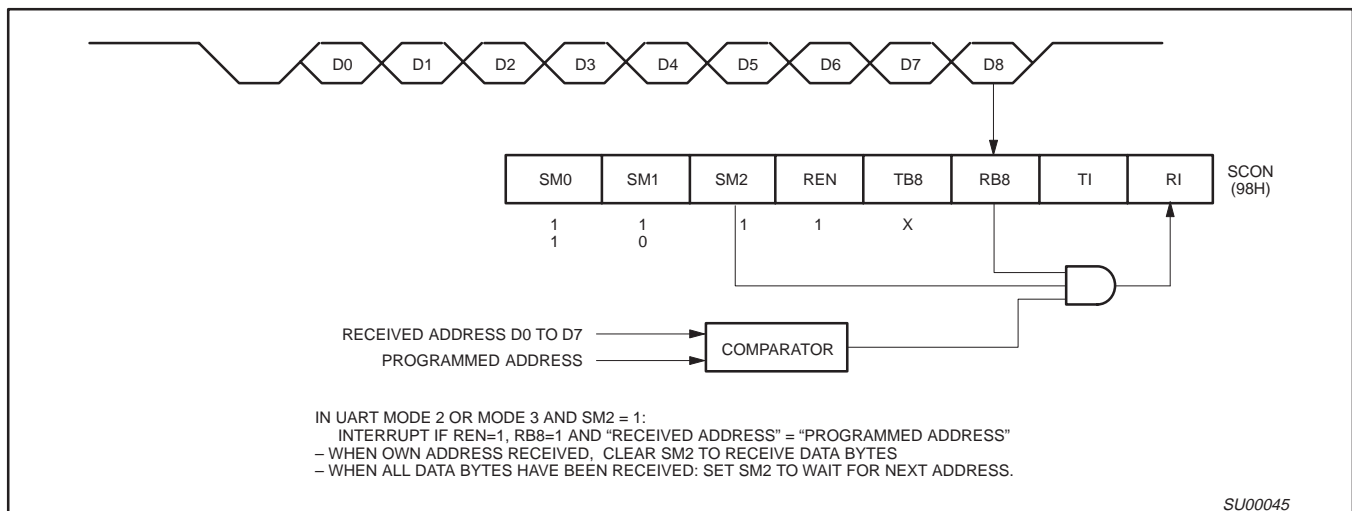 D0 D1 D2 D3 D4 D5 D6 D7 D8
SM0 SM1 SM2 REN TB8 RB8 TI RI
SCON
(98H)
1 1 1 1 X
1 0
RECEIVED ADDRESS D0 TO D7
PROGRAMMED ADDRESS
COMPARATOR
IN UART MODE 2 OR MODE 3 AND SM2 = 1:
INTERRUPT IF REN=1, RB8=1 AND “RECEIVED ADDRESS” = “PROGRAMMED ADDRESS”
– WHEN OWN ADDRESS RECEIVED, CLEAR SM2 TO RECEIVE DATA BYTES
– WHEN ALL DATA BYTES HAVE BEEN RECEIVED: SET SM2 TO WAIT FOR NEXT ADDRESS.
SU00045